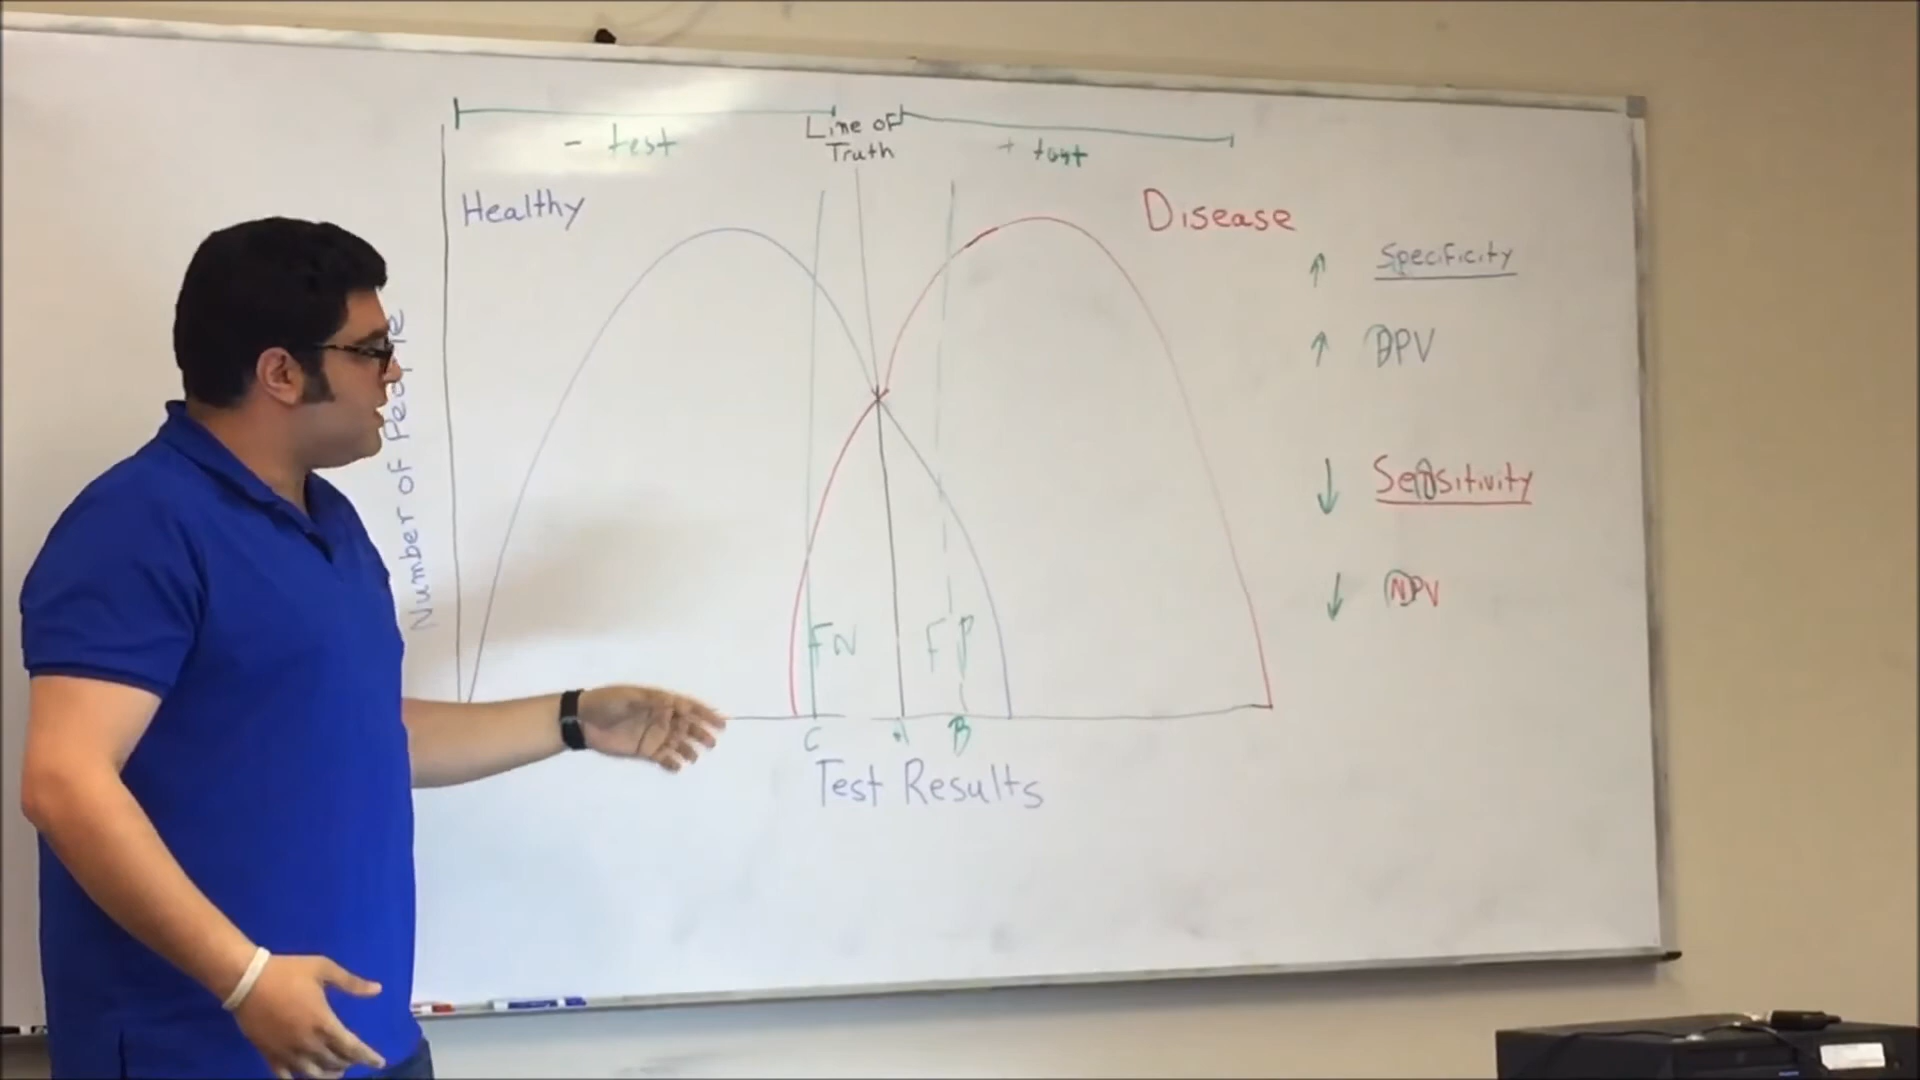 - test
Line of
Truth
+ test
Healthy
Disease
Number of People
↑ Specificity
↑ PPV
↓ Sensitivity
↓ NPV
FN
FP
C
A
B
Test Results